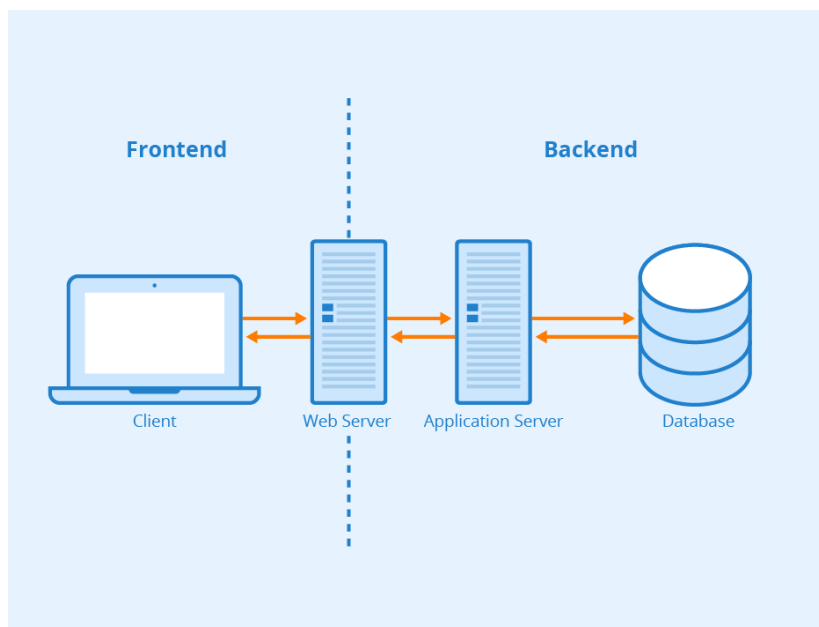 Frontend
Backend
Client
Web Server
Application Server
Database